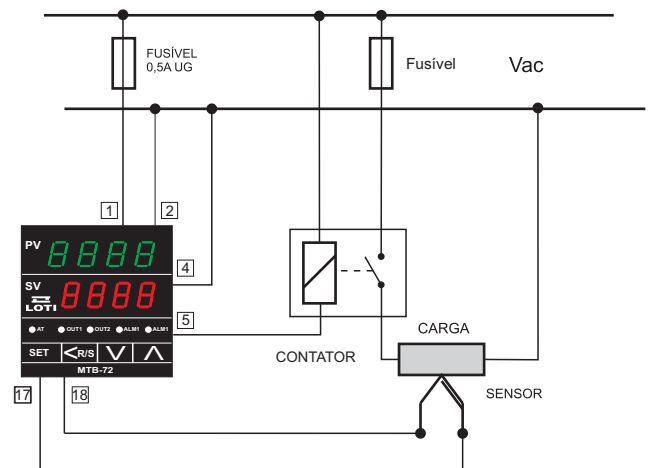 FUSÍVEL
0,5A UG
Fusível
Vac
1
2
PV
8888
4
SV
8888
LOTI
5
AT
OUT1
OUT2
ALM1
ALM1
SET
<R/S
MTB-72
CONTATOR
CARGA
SENSOR
17
18